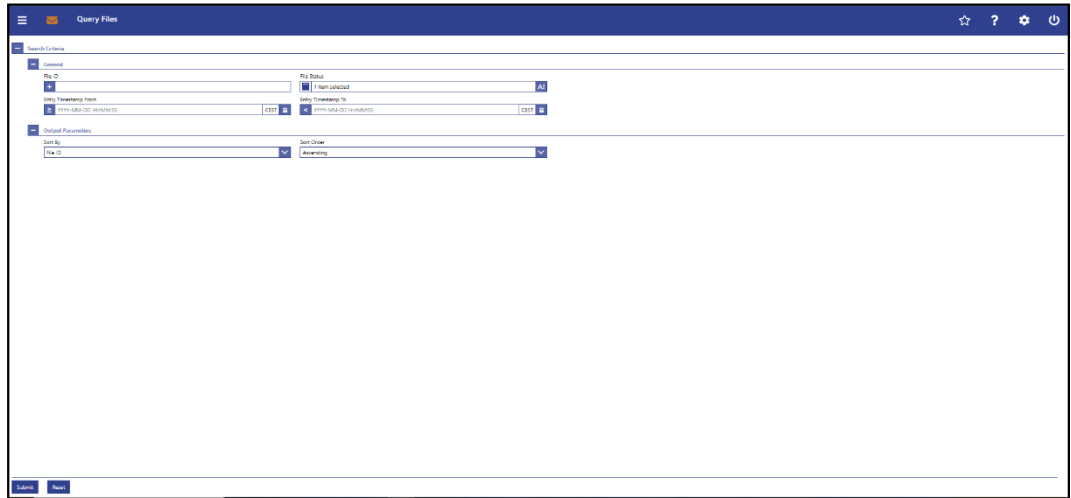 Query Files
?
Search Criteria
General
File ID
File Status
1 Item selected
Entry Timestamp From
Entry Timestamp To
≥ YYYY-MM-DD HH:MM:SS CEST
< YYYY-MM-DD HH:MM:SS CEST
Output Parameters
Sort By
Sort Order
File ID
Ascending
Submit Reset